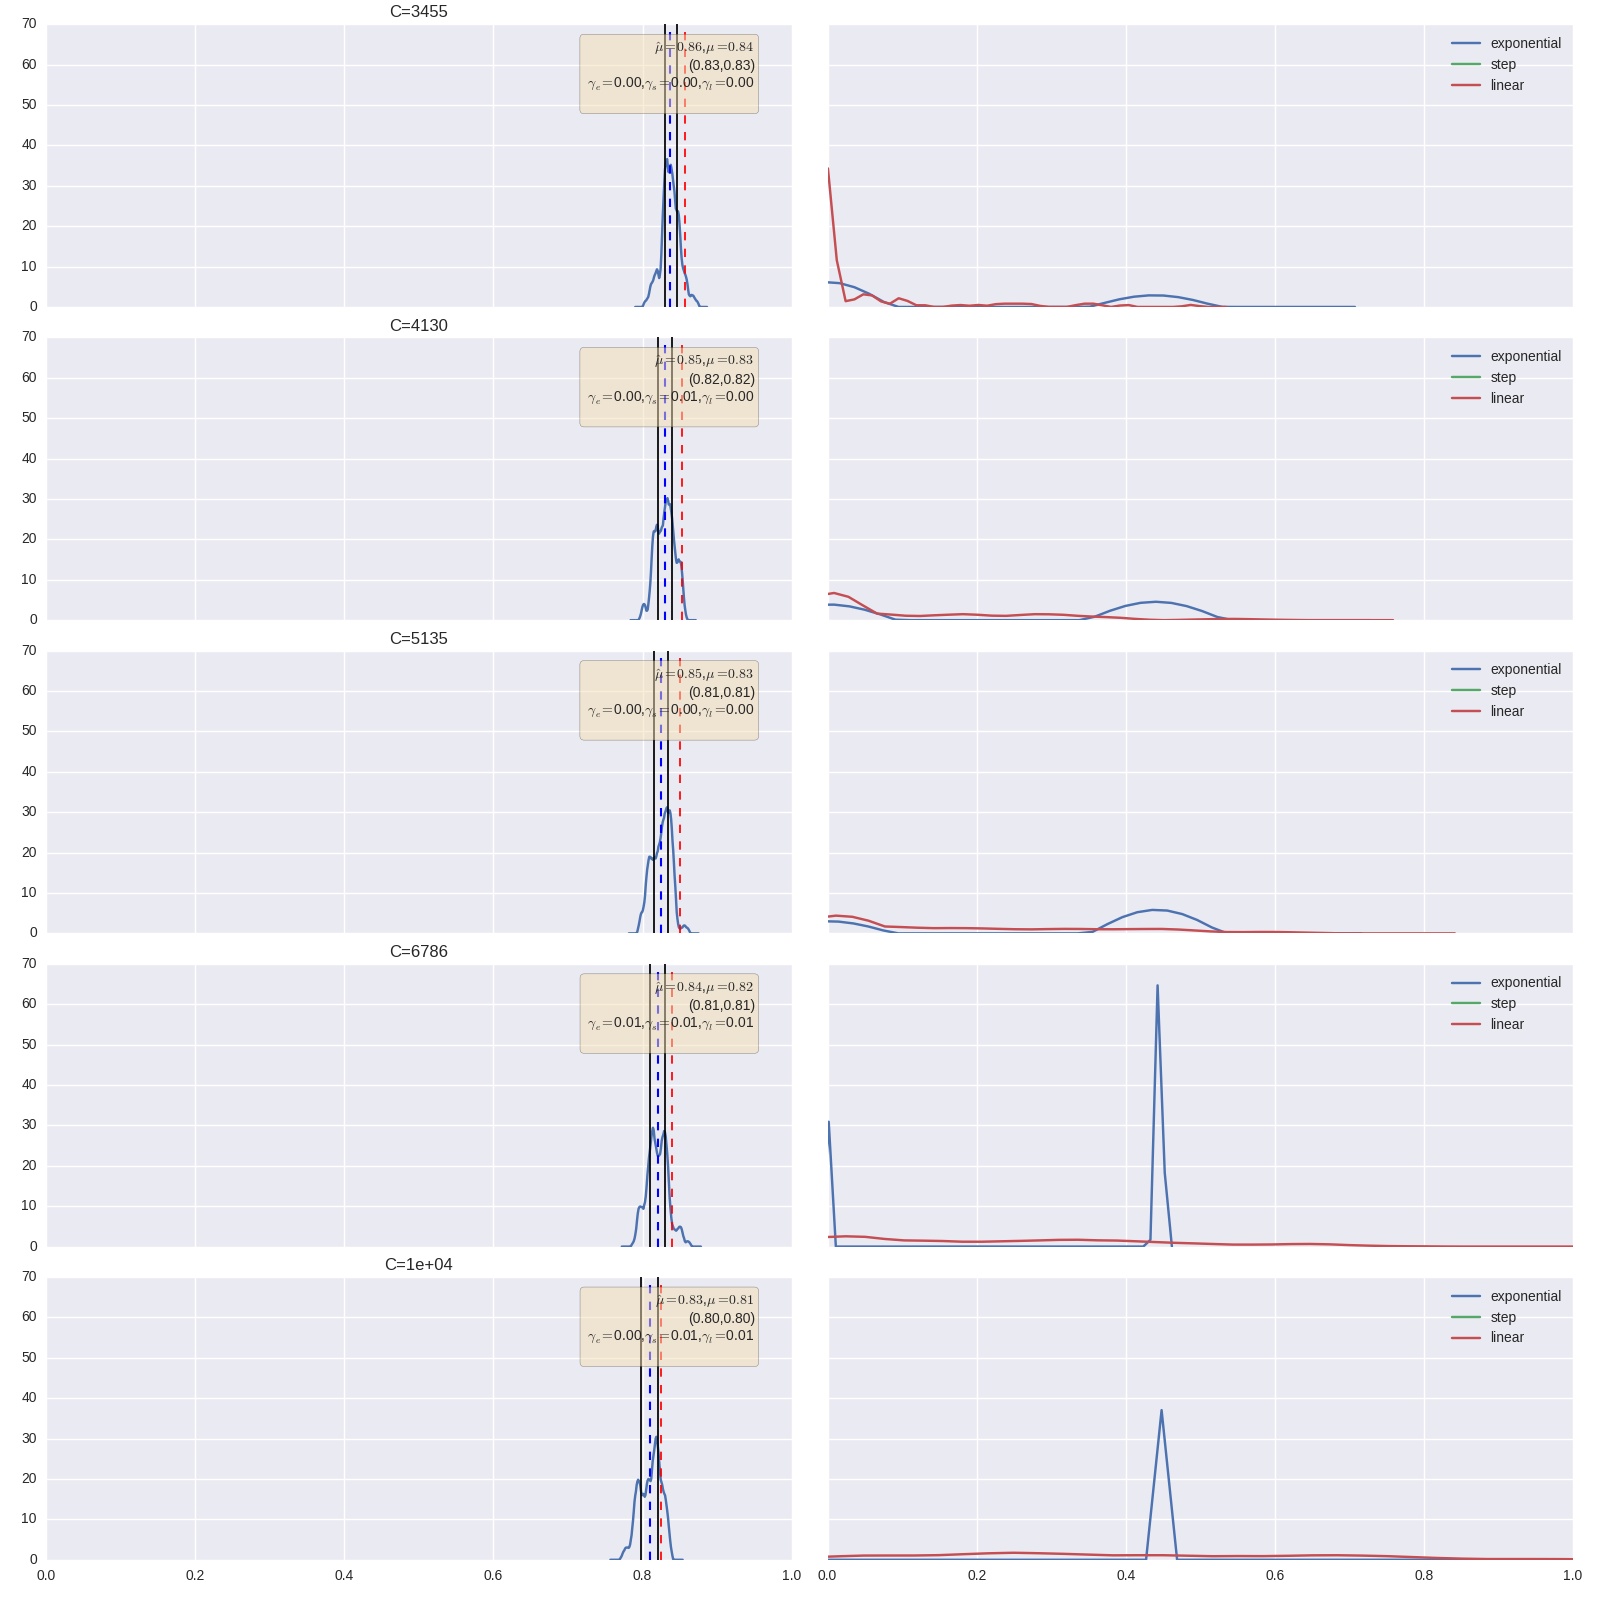 C=3455
70
60
50
40
30
20
10
0
μ̂=0.86,μ=0.84
(0.83,0.83)
γₑ=0.00,γₛ=0.00,γₗ=0.00
exponential
step
linear
C=4130
70
60
50
40
30
20
10
0
μ̂=0.85,μ=0.83
(0.82,0.82)
γₑ=0.00,γₛ=0.01,γₗ=0.00
exponential
step
linear
C=5135
70
60
50
40
30
20
10
0
μ̂=0.85,μ=0.83
(0.81,0.81)
γₑ=0.00,γₛ=0.00,γₗ=0.00
exponential
step
linear
C=6786
70
60
50
40
30
20
10
0
μ̂=0.84,μ=0.82
(0.81,0.81)
γₑ=0.01,γₛ=0.01,γₗ=0.01
exponential
step
linear
C=1e+04
70
60
50
40
30
20
10
0
μ̂=0.83,μ=0.81
(0.80,0.80)
γₑ=0.00,γₛ=0.01,γₗ=0.01
exponential
step
linear
0.0 0.2 0.4 0.6 0.8 1.0
0.0 0.2 0.4 0.6 0.8 1.0